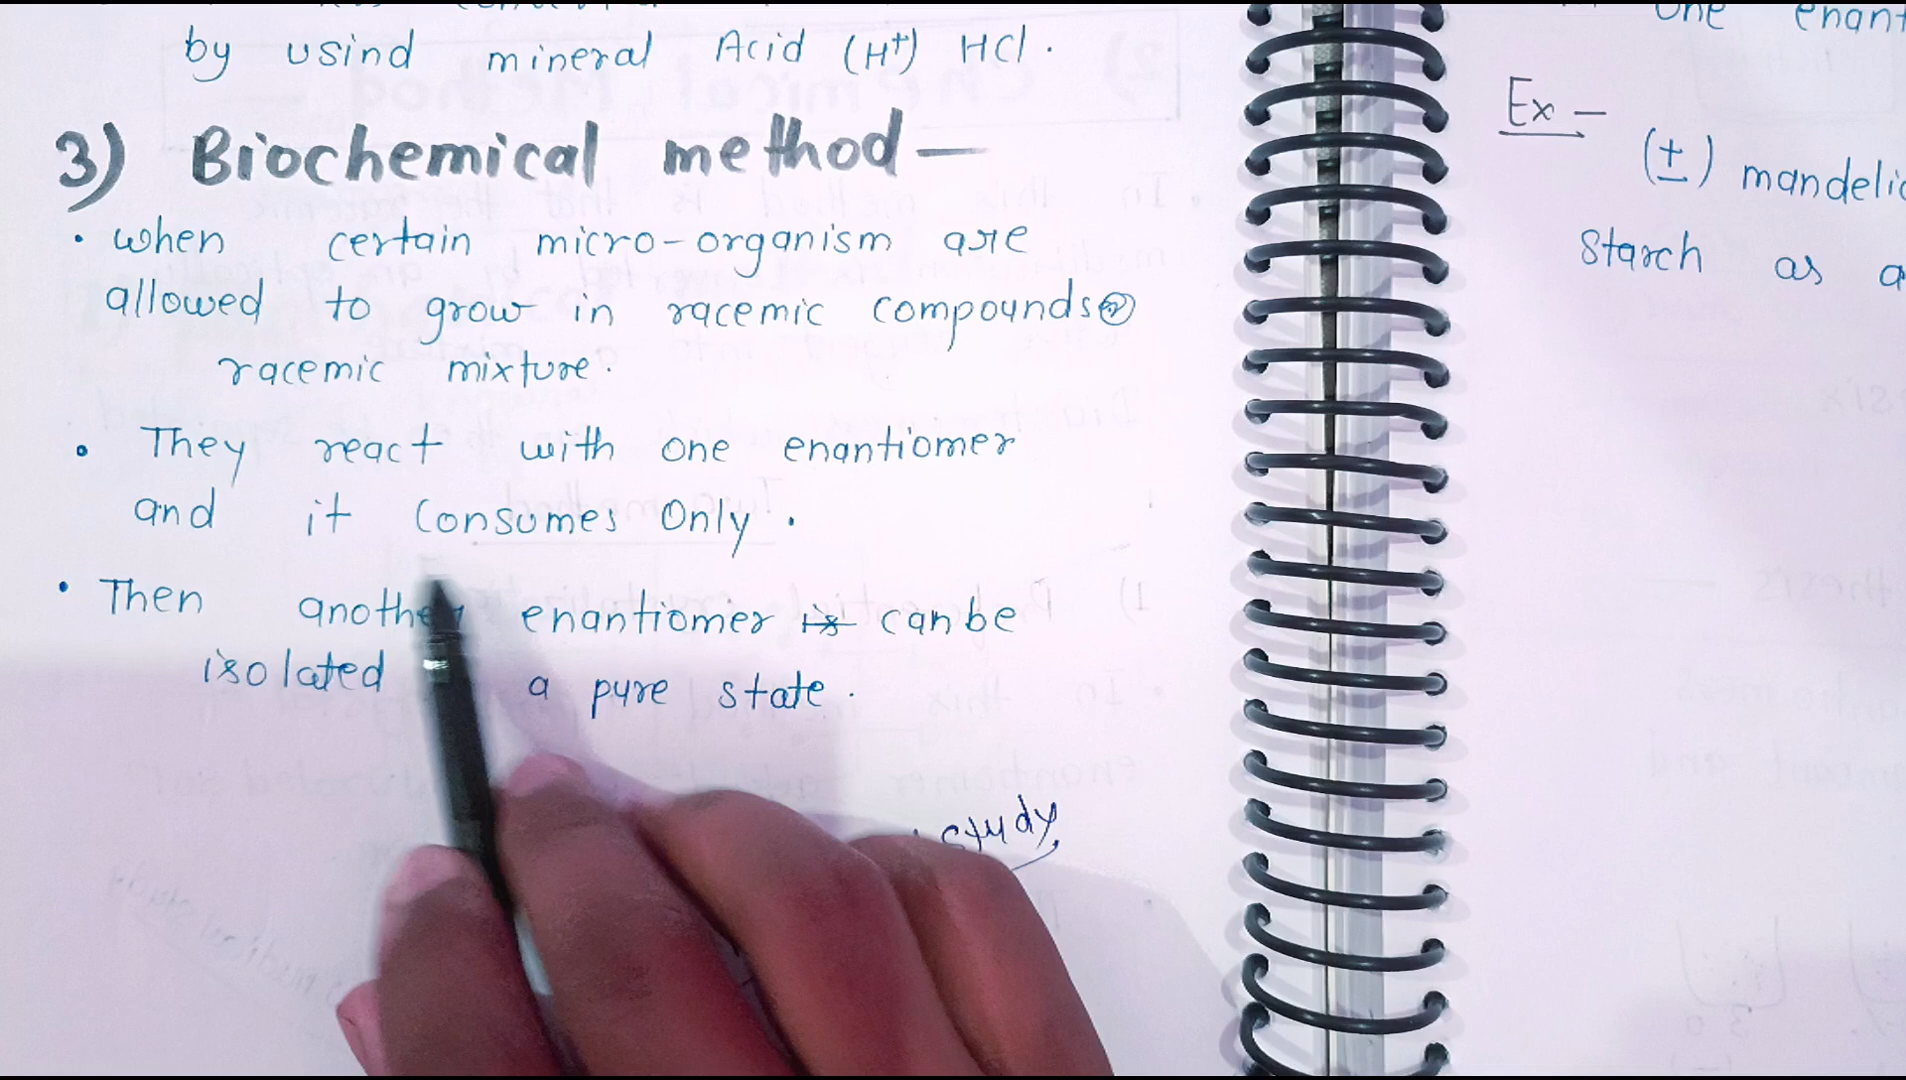 by usind mineral Acid (H+) HCl.
3) Biochemical method —
• when certain micro-organism are
allowed to grow in racemic compounds
racemic mixture.
• They react with one enantiomer
and it consumes only.
• Then another enantiomer is can be
isolated a pure state.
study
one enant
Ex —
(±) mandelic
starch as a